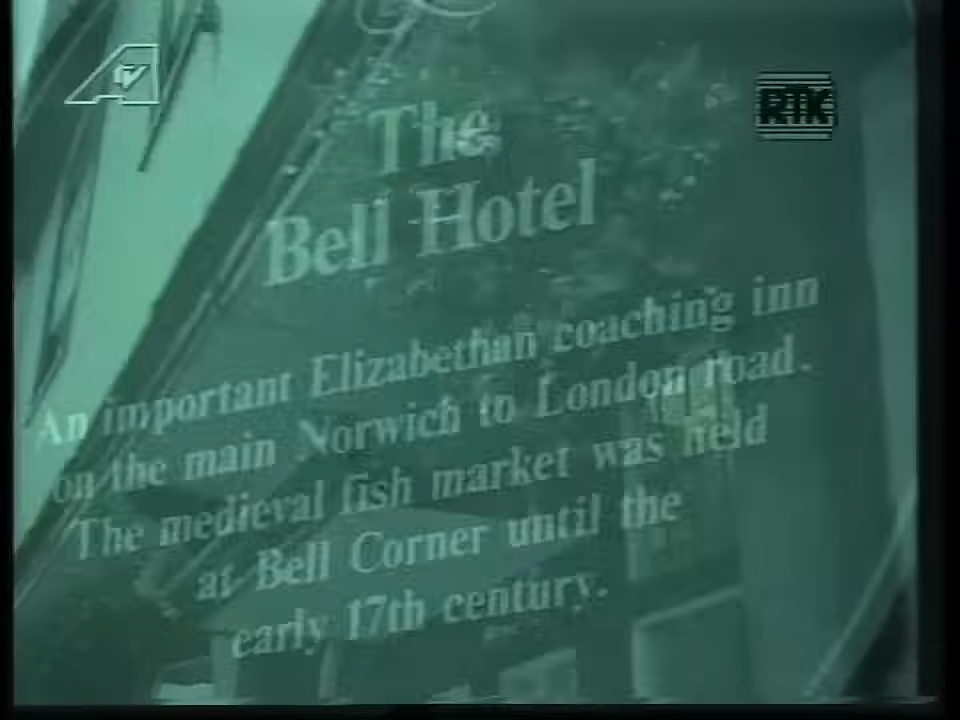 RTK
The
Bell Hotel
An important Elizabethan coaching inn
on the main Norwich to London road.
The medieval fish market was held
at Bell Corner until the
early 17th century.